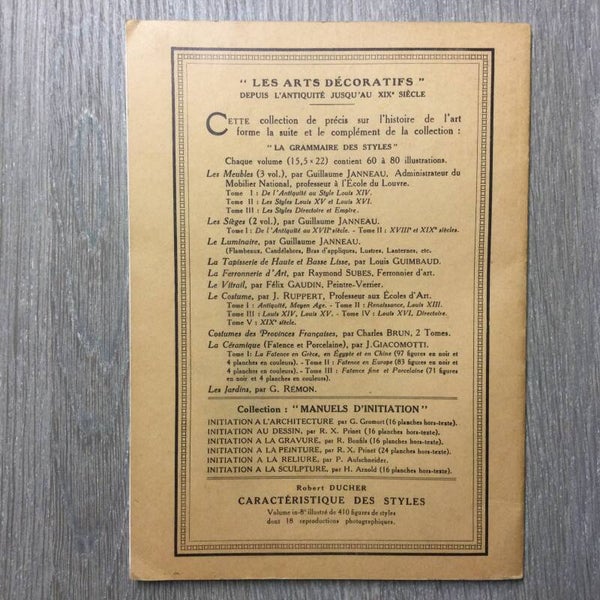 " LES ARTS DÉCORATIFS "
DEPUIS L'ANTIQUITÉ JUSQU'AU XIXᵉ SIÈCLE
CETTE collection de précis sur l'histoire de l'art
forme la suite et le complément de la collection :
"LA GRAMMAIRE DES STYLES"
Chaque volume (15,5×22) contient 60 à 80 illustrations.
Les Meubles (3 vol.), par Guillaume JANNEAU, Administrateur du
Mobilier National, professeur à l'École du Louvre.
Tome I : De l'Antiquité au Style Louis XIV.
Tome II : Les Styles Louis XV et Louis XVI.
Tome III : Les Styles Directoire et Empire.
Les Sièges (2 vol.), par Guillaume JANNEAU.
Tome I : De l'Antiquité au XVIIᵉ siècle. - Tome II : XVIIIᵉ et XIXᵉ siècles.
Le Luminaire, par Guillaume JANNEAU.
(Flambeaux, Candélabres, Bras d'appliques, Lustres, Lanternes, etc.
La Tapisserie de Haute et Basse Lisse, par Louis GUIMBAUD.
La Ferronnerie d'Art, par Raymond SUBES, Ferronnier d'art.
Le Vitrail, par Félix GAUDIN, Peintre-Verrier.
Le Costume, par J. RUPPERT, Professeur aux Écoles d'Art.
Tome I : Antiquité, Moyen Age. - Tome II : Renaissance, Louis XIII.
Tome III : Louis XIV, Louis XV. - Tome IV : Louis XVI, Directoire.
Tome V : XIXᵉ siècle.
Costumes des Provinces Françaises, par Charles BRUN, 2 Tomes.
La Céramique (Faïence et Porcelaine), par J.GIACOMOTTI.
Tome I: La Faïence en Grèce, en Égypte et en Chine (97 figures en noir et
4 planches en couleurs). - Tome II : Faïence en Europe (83 figures en noir
et 4 planches en couleurs). - Tome III : Faïence fine et Porcelaine (71 figures
en noir et 4 planches en couleurs).
Les Jardins, par G. RÉMON.
Collection : "MANUELS D'INITIATION"
INITIATION A L'ARCHITECTURE par G. Gromort (16 planches hors-texte).
INITIATION AU DESSIN, par R. X. Prinet (16 planches hors-texte).
INITIATION A LA GRAVURE, par R. Bonfils (16 planches hors-texte).
INITIATION A LA PEINTURE, par R. X. Prinet (24 planches hors-texte).
INITIATION A LA RELIURE, par P. Aufschneider.
INITIATION A LA SCULPTURE, par H. Arnold (16 planches hors-texte).
Robert DUCHER
CARACTÉRISTIQUE DES STYLES
Volume in-8º illustré de 410 figures de styles
dont 18 reproductions photographiques.